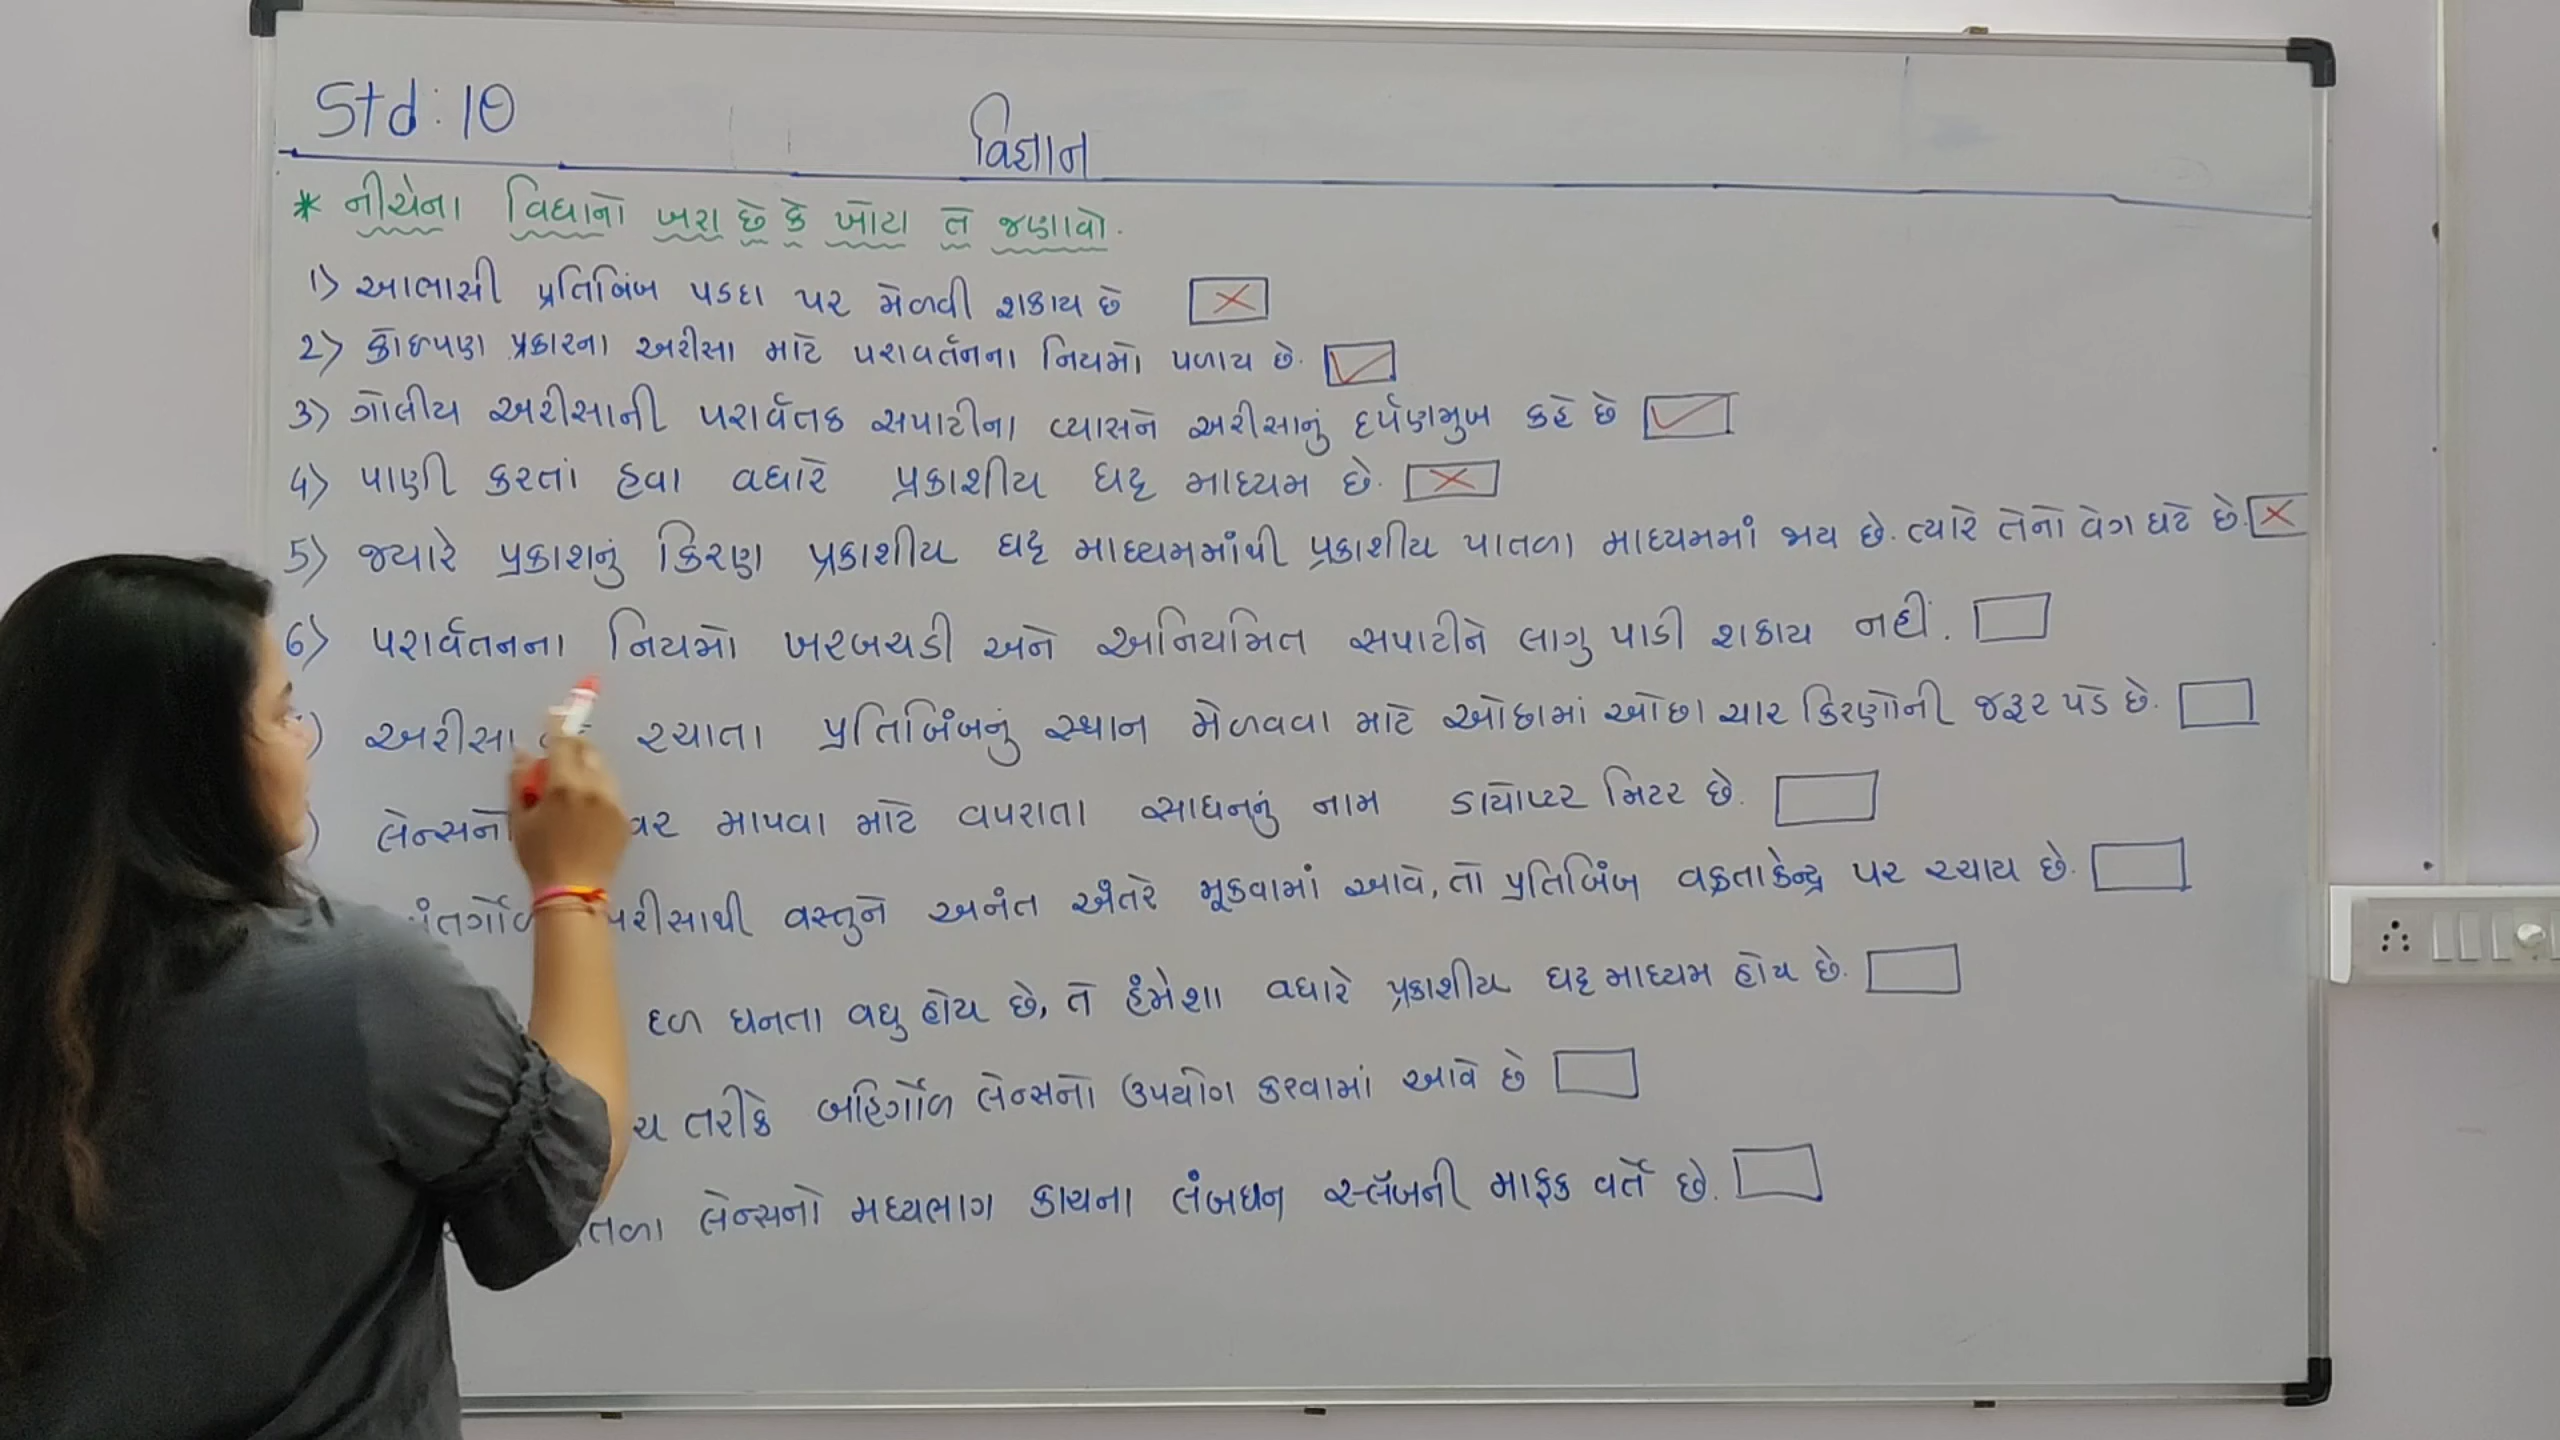 Std: 10
વિજ્ઞાન
* નીચેના વિધાનો ખરા છે કે ખોટા તે જણાવો.
1) આભાસી પ્રતિબિંબ પડદા પર મેળવી શકાય છે ☒
2) કોઈપણ પ્રકારના અરીસા માટે પરાવર્તનના નિયમો પળાય છે. ☑
3) ગોલીય અરીસાની પરાર્વતક સપાટીના વ્યાસને અરીસાનું દર્પણમુખ કહે છે ☑
4) પાણી કરતાં હવા વધારે પ્રકાશીય ઘટ્ટ માધ્યમ છે. ☒
5) જ્યારે પ્રકાશનું કિરણ પ્રકાશીય ઘટ્ટ માધ્યમમાંથી પ્રકાશીય પાતળા માધ્યમમાં જાય છે. ત્યારે તેનો વેગ ઘટે છે. ☒
6) પરાર્વતનના નિયમો ખરબચડી અને અનિયમિત સપાટીને લાગુ પાડી શકાય નહીં. ☐
) અરીસા રચાતા પ્રતિબિંબનું સ્થાન મેળવવા માટે ઓછામાં ઓછા ચાર કિરણોની જરૂર પડે છે. ☐
) લેન્સનો વર માપવા માટે વપરાતા સાધનનું નામ ડાયોપ્ટર મિટર છે. ☐
તર્ગોળ રીસાથી વસ્તુને અનંત અંતરે મૂકવામાં આવે, તો પ્રતિબિંબ વક્રતાકેન્દ્ર પર રચાય છે. ☐
દળ ઘનતા વધુ હોય છે, તે હંમેશા વધારે પ્રકાશીય ઘટ્ટ માધ્યમ હોય છે. ☐
ચ તરીકે બહિર્ગોળ લેન્સનો ઉપયોગ કરવામાં આવે છે ☐
તળા લેન્સનો મધ્યભાગ કાચના લંબઘન સ્લૅબની માફક વર્તે છે. ☐